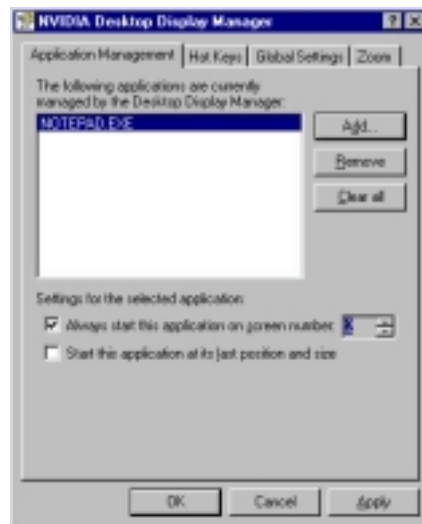 NVIDIA Desktop Display Manager
Application Management Hot Keys Global Settings Zoom
The following applications are currently
managed by the Desktop Display Manager:
NOTEPAD.EXE
Add...
Remove
Clear all
Settings for the selected application:
Always start this application on screen number:
Start this application at its last position and size
OK Cancel Apply